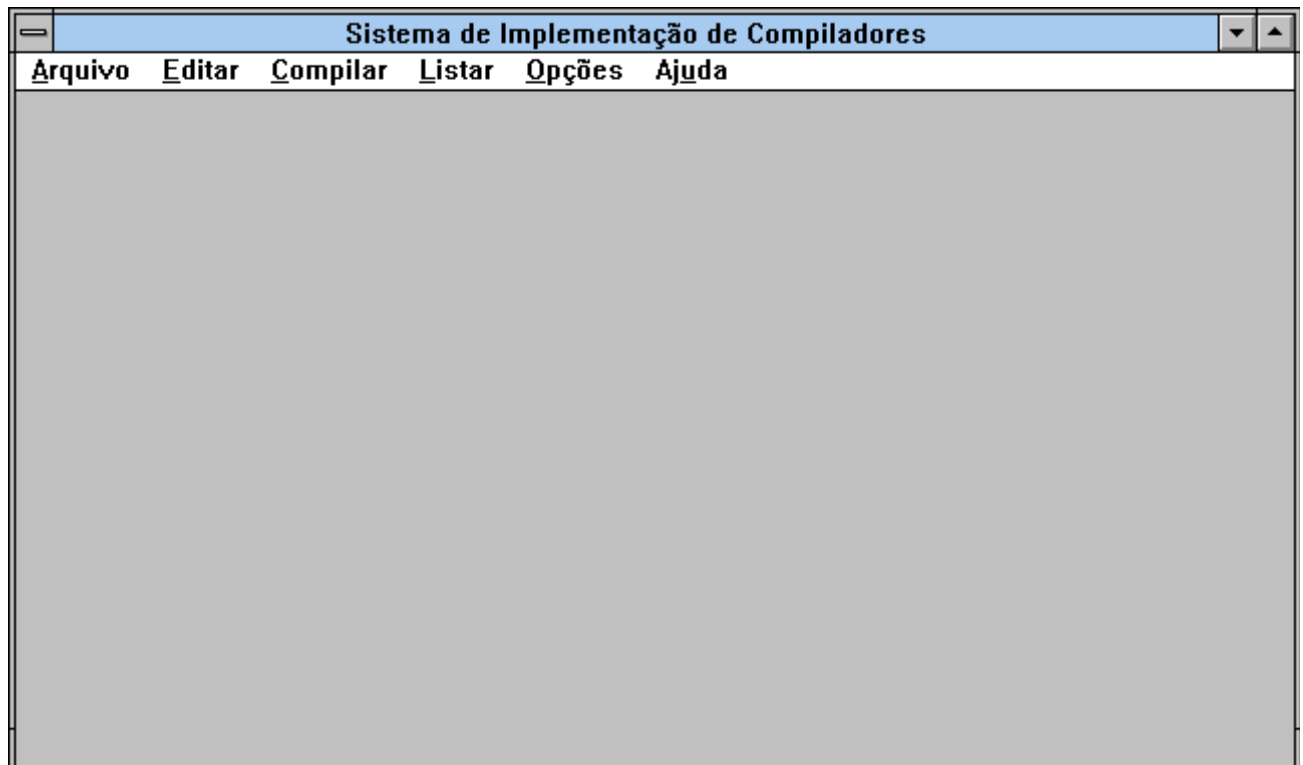 Sistema de Implementação de Compiladores
Arquivo Editar Compilar Listar Opções Ajuda